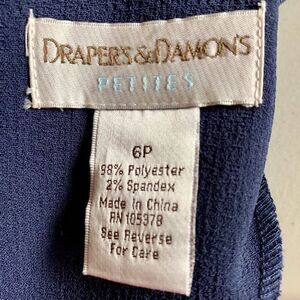 DRAPER'S & DAMON'S
PETITES
6P
98% Polyester
2% Spandex
Made in China
RN 105378
See Reverse
For Care